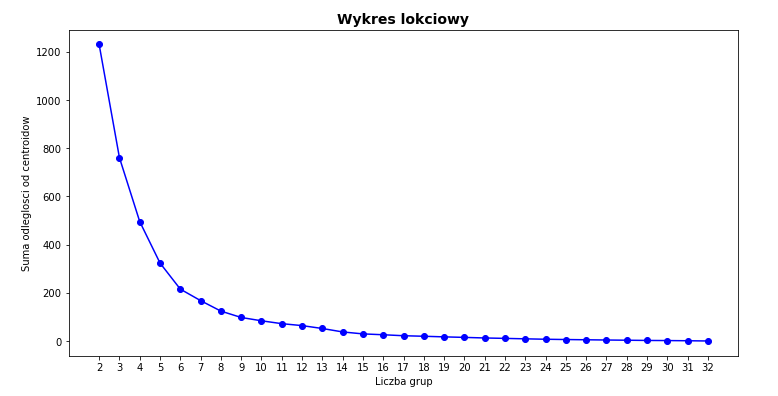 Wykres lokciowy
1200
1000
800
600
400
200
0
Suma odleglosci od centroidow
2 3 4 5 6 7 8 9 10 11 12 13 14 15 16 17 18 19 20 21 22 23 24 25 26 27 28 29 30 31 32
Liczba grup